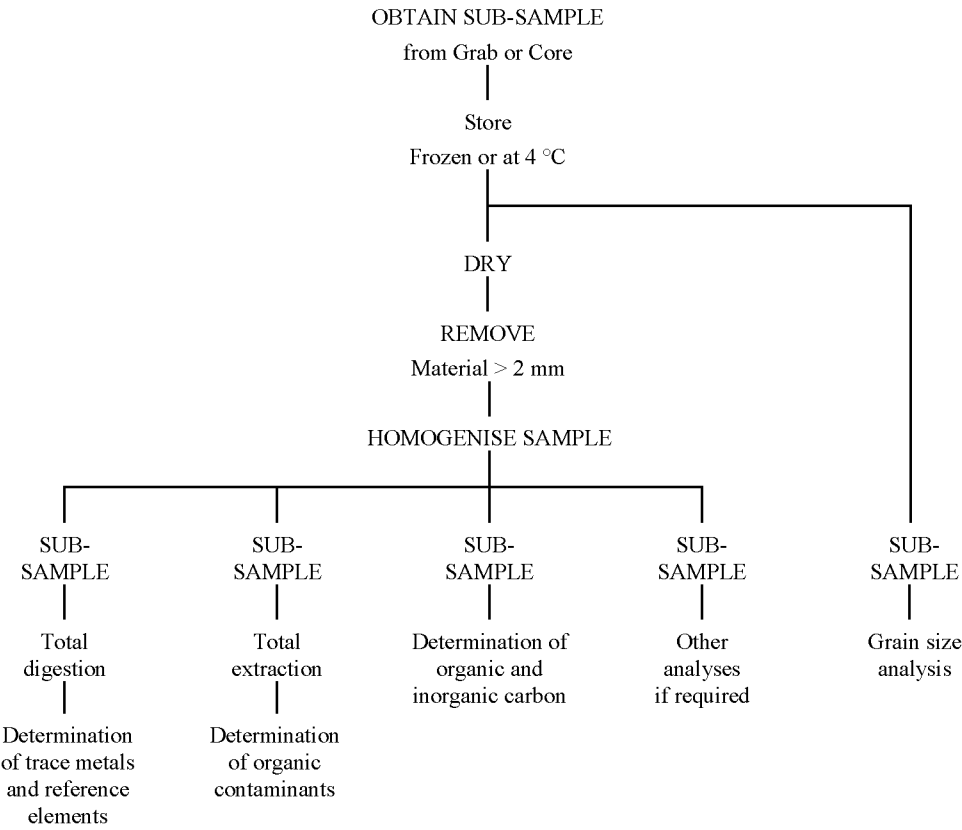 OBTAIN SUB-SAMPLE
from Grab or Core
Store
Frozen or at 4 °C
DRY
REMOVE
Material > 2 mm
HOMOGENISE SAMPLE
SUB-
SAMPLE
Total
digestion
Determination
of trace metals
and reference
elements
SUB-
SAMPLE
Total
extraction
Determination
of organic
contaminants
SUB-
SAMPLE
Determination of
organic and
inorganic carbon
SUB-
SAMPLE
Other
analyses
if required
SUB-
SAMPLE
Grain size
analysis